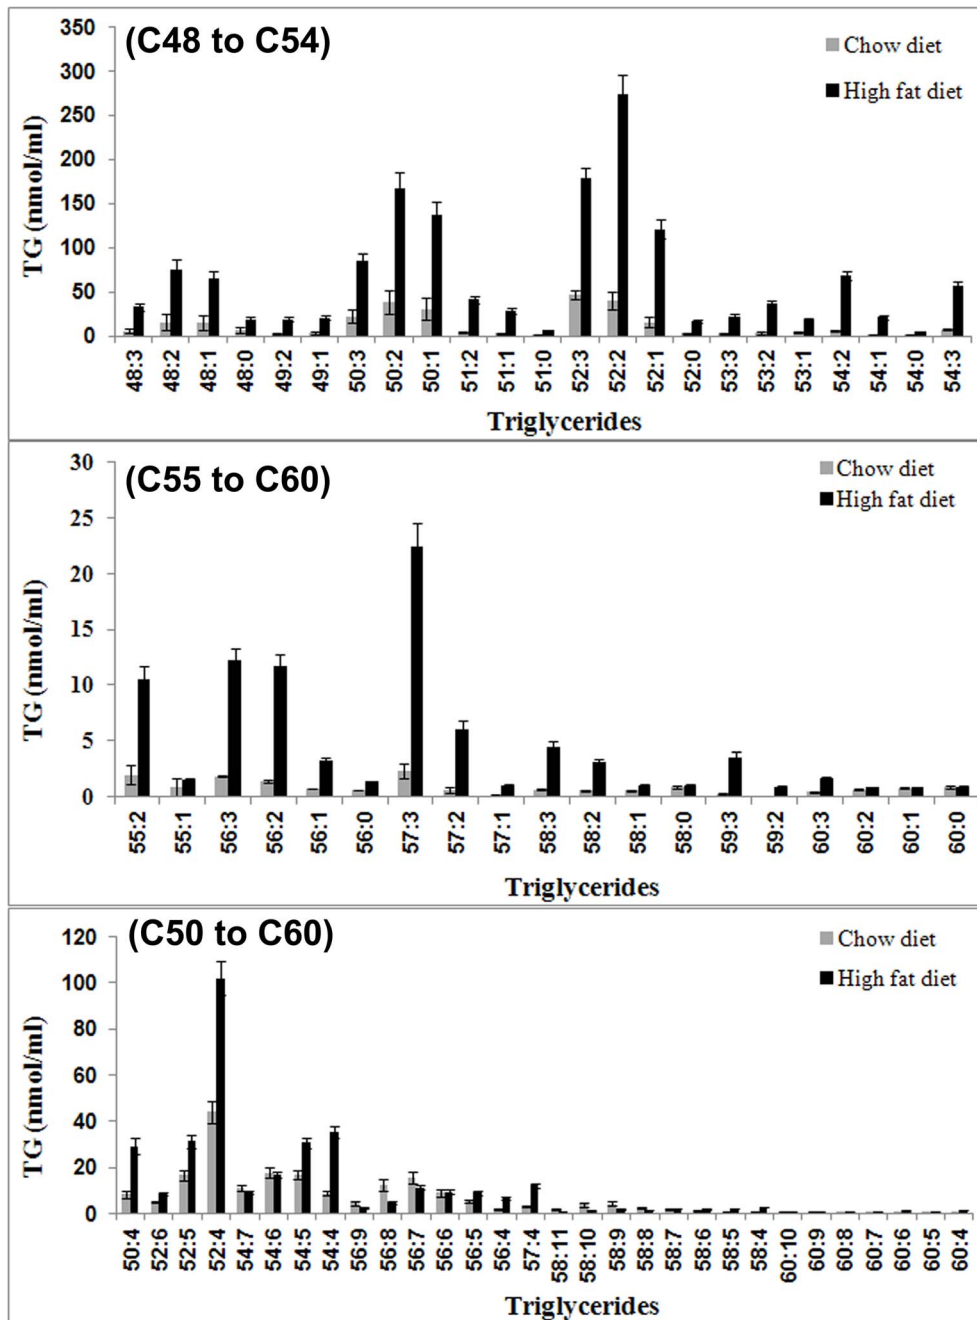 (C48 to C54)
Chow diet
High fat diet
TG (nmol/ml)
350
300
250
200
150
100
50
0
48:3 48:2 48:1 48:0 49:2 49:1 50:3 50:2 50:1 51:2 51:1 51:0 52:3 52:2 52:1 52:0 53:3 53:2 53:1 54:2 54:1 54:0 54:3
Triglycerides
(C55 to C60)
Chow diet
High fat diet
TG (nmol/ml)
30
25
20
15
10
5
0
55:2 55:1 56:3 56:2 56:1 56:0 57:3 57:2 57:1 58:3 58:2 58:1 58:0 59:3 59:2 60:3 60:2 60:1 60:0
Triglycerides
(C50 to C60)
Chow diet
High fat diet
TG (nmol/ml)
120
100
80
60
40
20
0
50:4 52:6 52:5 52:4 54:7 54:6 54:5 54:4 56:9 56:8 56:7 56:6 56:5 56:4 57:4 58:11 58:10 58:9 58:8 58:7 58:6 58:5 58:4 60:10 60:9 60:8 60:7 60:6 60:5 60:4
Triglycerides